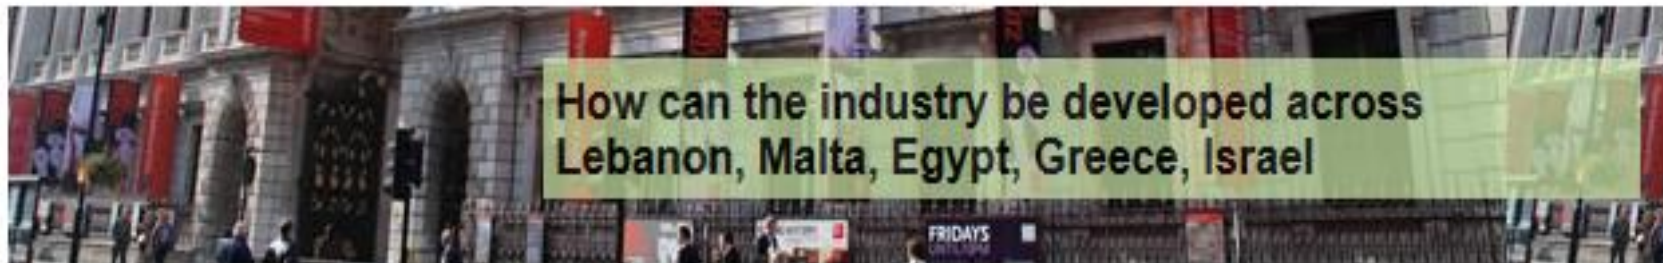 How can the industry be developed across
Lebanon, Malta, Egypt, Greece, Israel
FRIDAYS